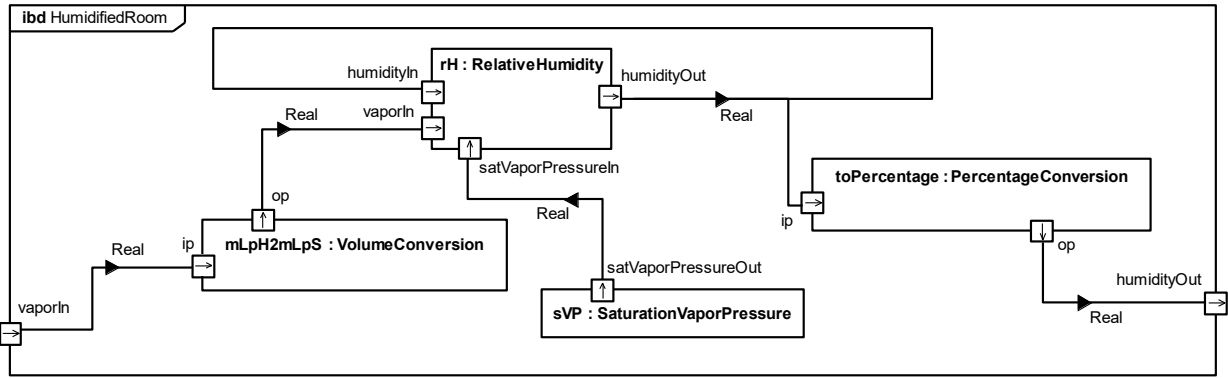 ibd HumidifiedRoom
rH : RelativeHumidity
humidityIn
humidityOut
Real
vaporIn
Real
satVaporPressureIn
toPercentage : PercentageConversion
op
Real
ip
mLpH2mLpS : VolumeConversion
ip
op
Real
satVaporPressureOut
humidityOut
vaporIn
sVP : SaturationVaporPressure
Real